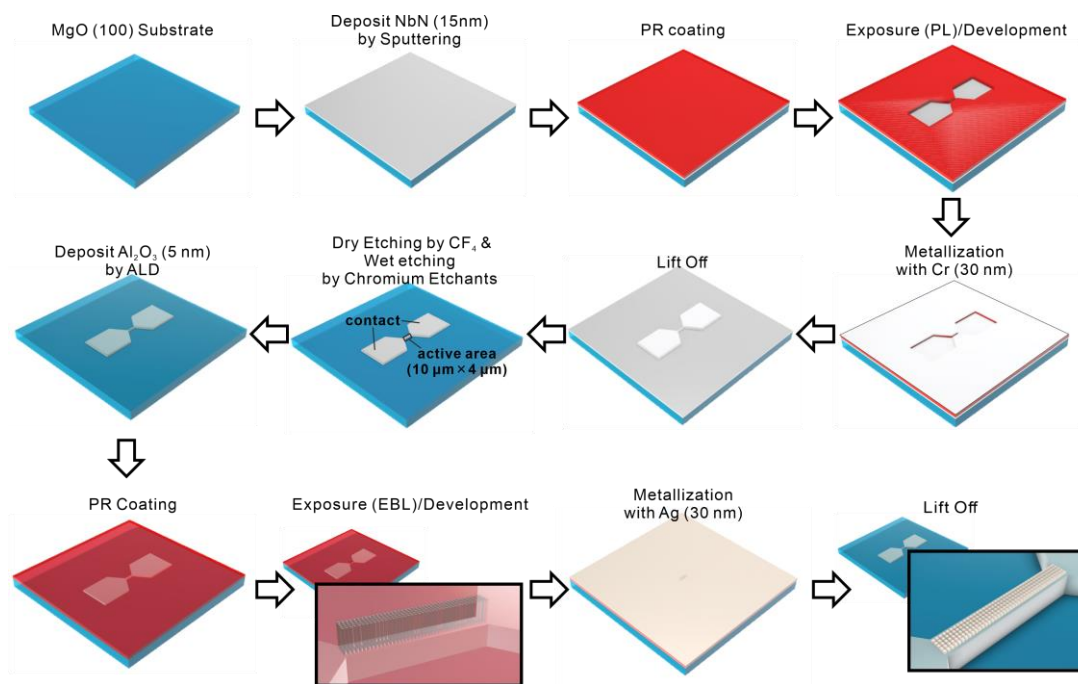 MgO (100) Substrate
Deposit NbN (15nm)
by Sputtering
PR coating
Exposure (PL)/Development
Metallization
with Cr (30 nm)
Lift Off
Dry Etching by CF₄ &
Wet etching
by Chromium Etchants
contact
active area
(10 μm × 4 μm)
Deposit Al₂O₃ (5 nm)
by ALD
PR Coating
Exposure (EBL)/Development
Metallization
with Ag (30 nm)
Lift Off